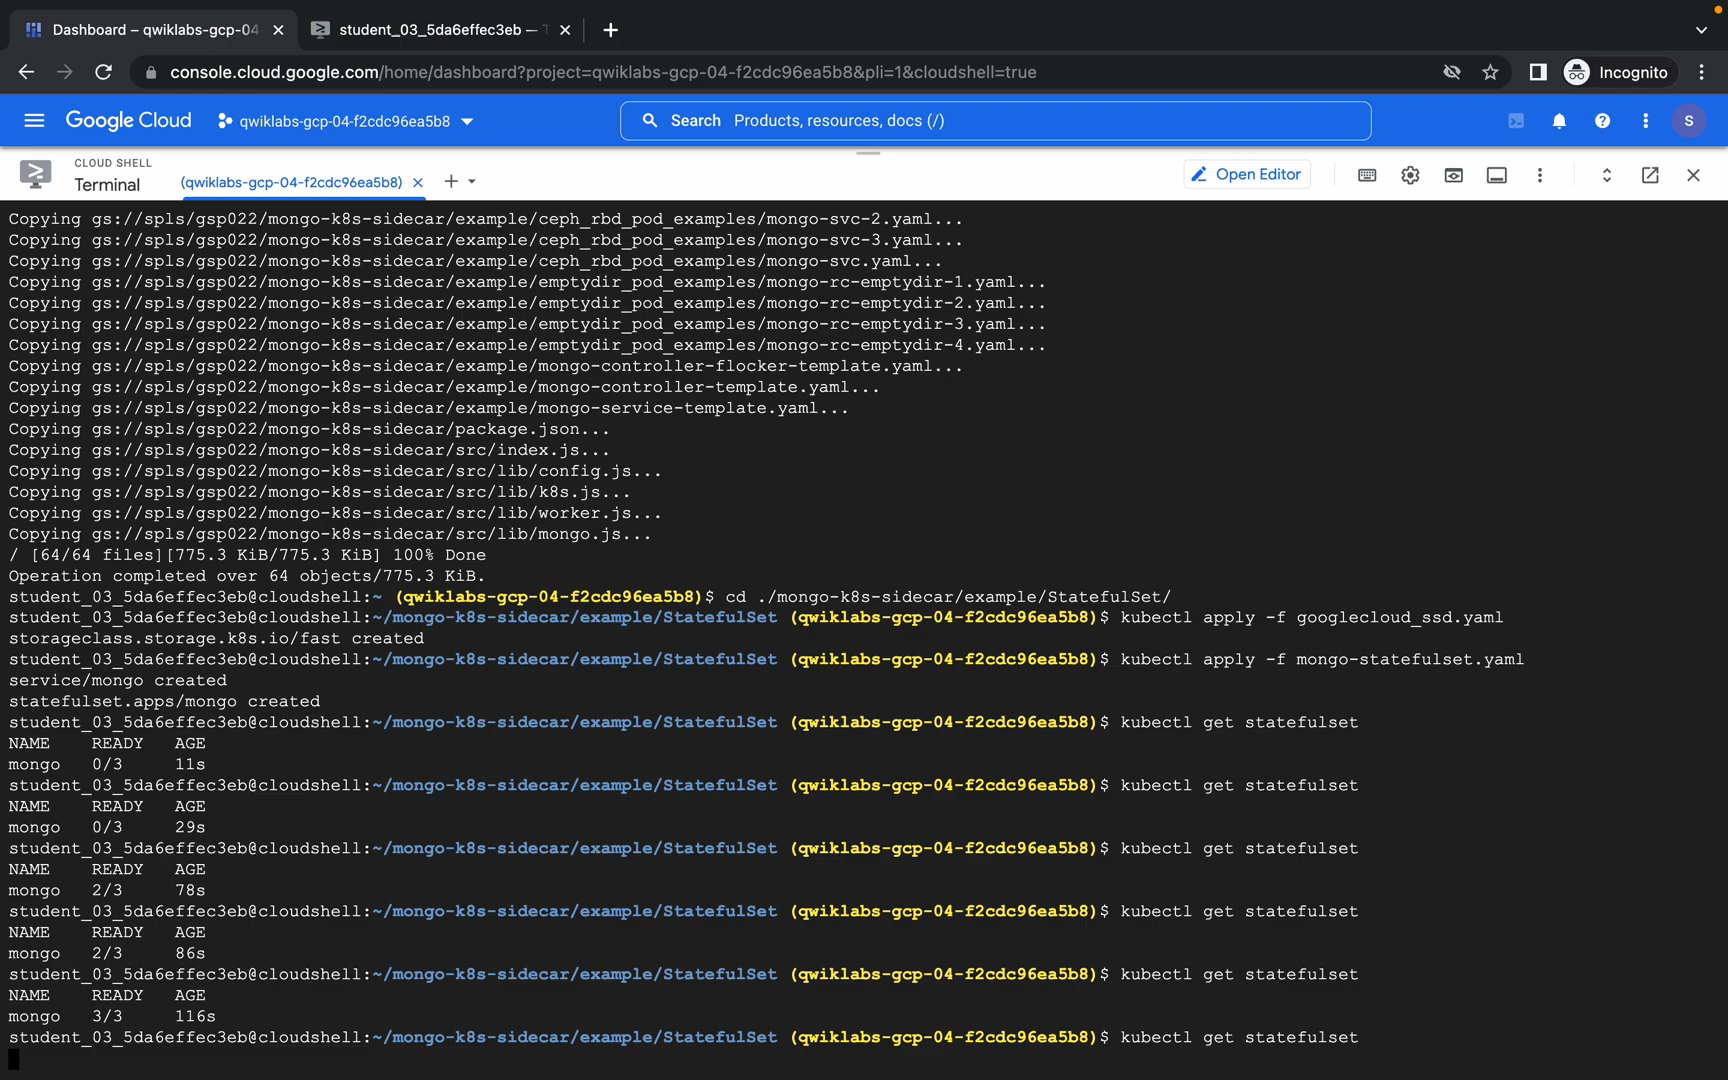 Dashboard – qwiklabs-gcp-04-
student_03_5da6effec3eb —
console.cloud.google.com/home/dashboard?project=qwiklabs-gcp-04-f2cdc96ea5b8&pli=1&cloudshell=true
Incognito
Google Cloud
qwiklabs-gcp-04-f2cdc96ea5b8
Search Products, resources, docs (/)
S
CLOUD SHELL
Terminal
(qwiklabs-gcp-04-f2cdc96ea5b8)
Open Editor
Copying gs://spls/gsp022/mongo-k8s-sidecar/example/ceph_rbd_pod_examples/mongo-svc-2.yaml...
Copying gs://spls/gsp022/mongo-k8s-sidecar/example/ceph_rbd_pod_examples/mongo-svc-3.yaml...
Copying gs://spls/gsp022/mongo-k8s-sidecar/example/ceph_rbd_pod_examples/mongo-svc.yaml...
Copying gs://spls/gsp022/mongo-k8s-sidecar/example/emptydir_pod_examples/mongo-rc-emptydir-1.yaml...
Copying gs://spls/gsp022/mongo-k8s-sidecar/example/emptydir_pod_examples/mongo-rc-emptydir-2.yaml...
Copying gs://spls/gsp022/mongo-k8s-sidecar/example/emptydir_pod_examples/mongo-rc-emptydir-3.yaml...
Copying gs://spls/gsp022/mongo-k8s-sidecar/example/emptydir_pod_examples/mongo-rc-emptydir-4.yaml...
Copying gs://spls/gsp022/mongo-k8s-sidecar/example/mongo-controller-flocker-template.yaml...
Copying gs://spls/gsp022/mongo-k8s-sidecar/example/mongo-controller-template.yaml...
Copying gs://spls/gsp022/mongo-k8s-sidecar/example/mongo-service-template.yaml...
Copying gs://spls/gsp022/mongo-k8s-sidecar/package.json...
Copying gs://spls/gsp022/mongo-k8s-sidecar/src/index.js...
Copying gs://spls/gsp022/mongo-k8s-sidecar/src/lib/config.js...
Copying gs://spls/gsp022/mongo-k8s-sidecar/src/lib/k8s.js...
Copying gs://spls/gsp022/mongo-k8s-sidecar/src/lib/worker.js...
Copying gs://spls/gsp022/mongo-k8s-sidecar/src/lib/mongo.js...
/ [64/64 files][775.3 KiB/775.3 KiB] 100% Done
Operation completed over 64 objects/775.3 KiB.
student_03_5da6effec3eb@cloudshell:~ (qwiklabs-gcp-04-f2cdc96ea5b8)$ cd ./mongo-k8s-sidecar/example/StatefulSet/
student_03_5da6effec3eb@cloudshell:~/mongo-k8s-sidecar/example/StatefulSet (qwiklabs-gcp-04-f2cdc96ea5b8)$ kubectl apply -f googlecloud_ssd.yaml
storageclass.storage.k8s.io/fast created
student_03_5da6effec3eb@cloudshell:~/mongo-k8s-sidecar/example/StatefulSet (qwiklabs-gcp-04-f2cdc96ea5b8)$ kubectl apply -f mongo-statefulset.yaml
service/mongo created
statefulset.apps/mongo created
student_03_5da6effec3eb@cloudshell:~/mongo-k8s-sidecar/example/StatefulSet (qwiklabs-gcp-04-f2cdc96ea5b8)$ kubectl get statefulset
NAME READY AGE
mongo 0/3 11s
student_03_5da6effec3eb@cloudshell:~/mongo-k8s-sidecar/example/StatefulSet (qwiklabs-gcp-04-f2cdc96ea5b8)$ kubectl get statefulset
NAME READY AGE
mongo 0/3 29s
student_03_5da6effec3eb@cloudshell:~/mongo-k8s-sidecar/example/StatefulSet (qwiklabs-gcp-04-f2cdc96ea5b8)$ kubectl get statefulset
NAME READY AGE
mongo 2/3 78s
student_03_5da6effec3eb@cloudshell:~/mongo-k8s-sidecar/example/StatefulSet (qwiklabs-gcp-04-f2cdc96ea5b8)$ kubectl get statefulset
NAME READY AGE
mongo 2/3 86s
student_03_5da6effec3eb@cloudshell:~/mongo-k8s-sidecar/example/StatefulSet (qwiklabs-gcp-04-f2cdc96ea5b8)$ kubectl get statefulset
NAME READY AGE
mongo 3/3 116s
student_03_5da6effec3eb@cloudshell:~/mongo-k8s-sidecar/example/StatefulSet (qwiklabs-gcp-04-f2cdc96ea5b8)$ kubectl get statefulset